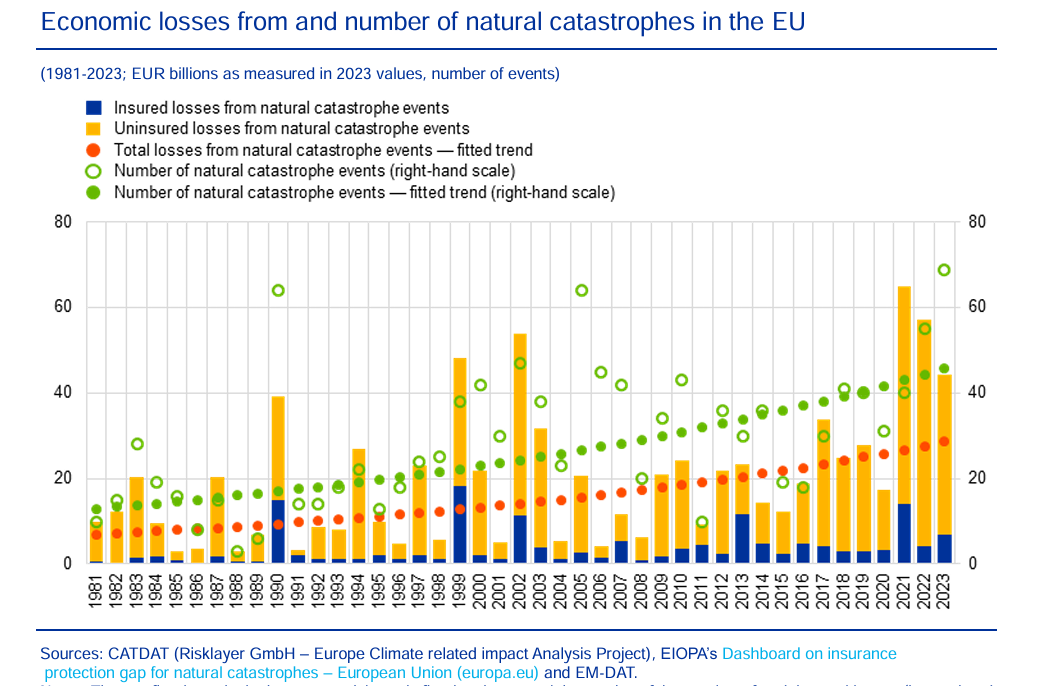 Economic losses from and number of natural catastrophes in the EU
(1981-2023; EUR billions as measured in 2023 values, number of events)
Insured losses from natural catastrophe events
Uninsured losses from natural catastrophe events
Total losses from natural catastrophe events — fitted trend
Number of natural catastrophe events (right-hand scale)
Number of natural catastrophe events — fitted trend (right-hand scale)
80 80
60 60
40 40
20 20
0 0
1981 1982 1983 1984 1985 1986 1987 1988 1989 1990 1991 1992 1993 1994 1995 1996 1997 1998 1999 2000 2001 2002 2003 2004 2005 2006 2007 2008 2009 2010 2011 2012 2013 2014 2015 2016 2017 2018 2019 2020 2021 2022 2023
Sources: CATDAT (Risklayer GmbH – Europe Climate related impact Analysis Project), EIOPA's Dashboard on insurance
protection gap for natural catastrophes – European Union (europa.eu) and EM-DAT.